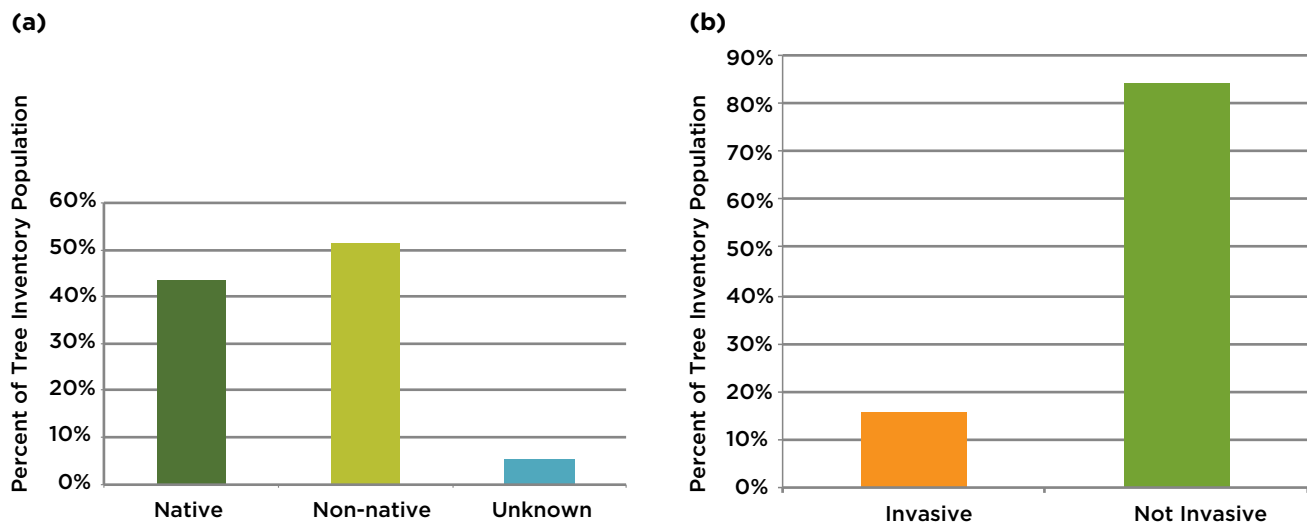 (a)
Percent of Tree Inventory Population
60%
50%
40%
30%
20%
10%
0%
Native
Non-native
Unknown
(b)
Percent of Tree Inventory Population
90%
80%
70%
60%
50%
40%
30%
20%
10%
0%
Invasive
Not Invasive